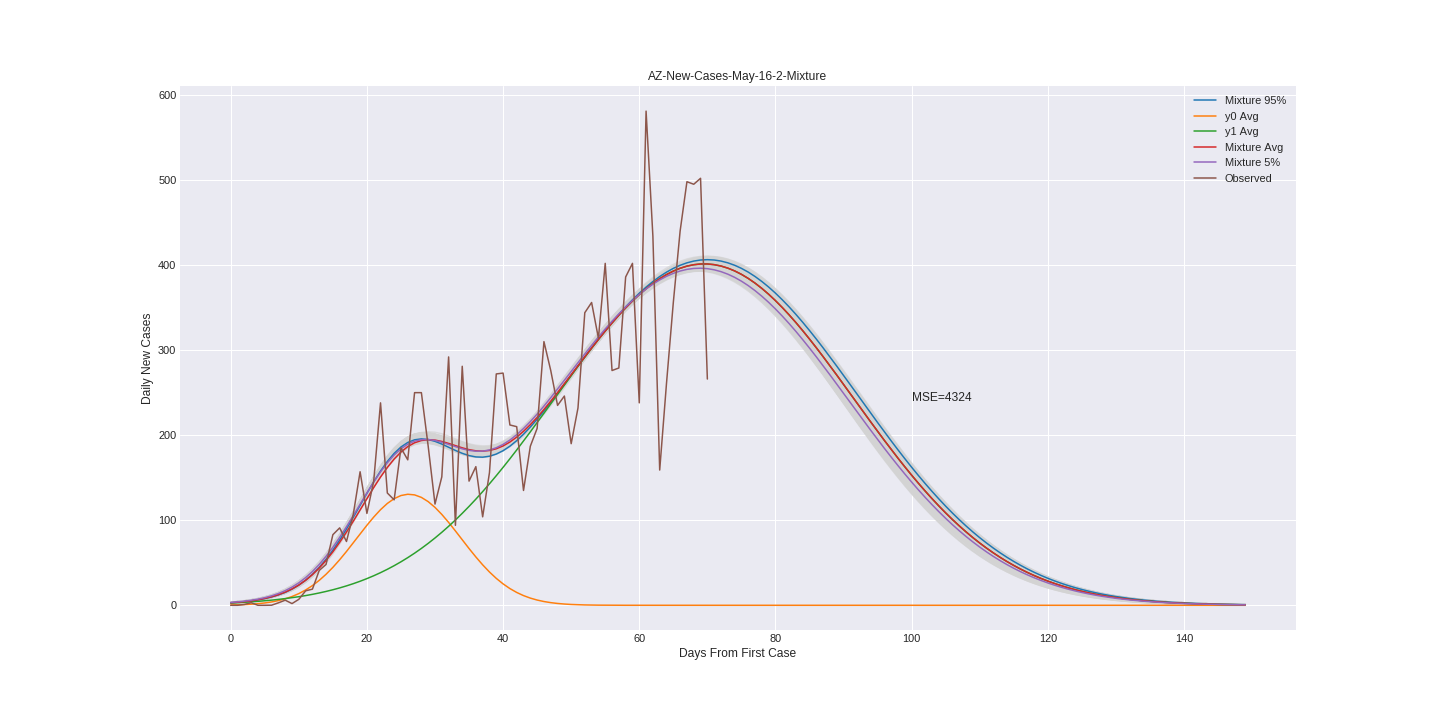 AZ-New-Cases-May-16-2-Mixture
600
500
400
300
200
100
0
Daily New Cases
Mixture 95%
y0 Avg
y1 Avg
Mixture Avg
Mixture 5%
Observed
MSE=4324
0 20 40 60 80 100 120 140
Days From First Case